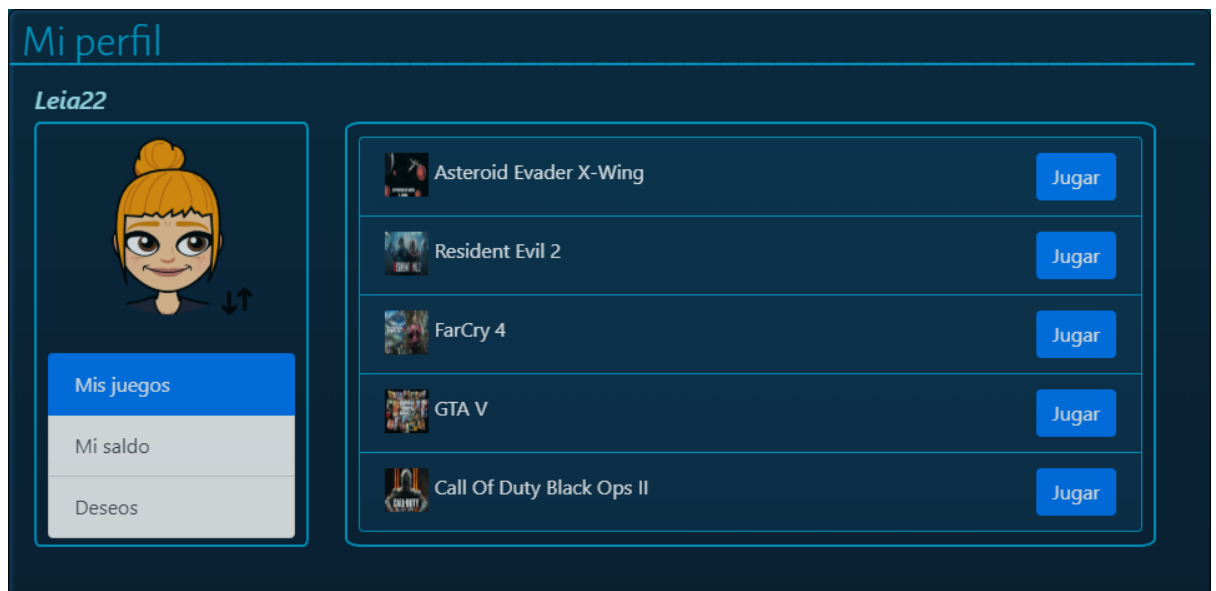 Mi perfil
Leia22
Mis juegos
Mi saldo
Deseos
Asteroid Evader X-Wing
Jugar
Resident Evil 2
Jugar
FarCry 4
Jugar
GTA V
Jugar
Call Of Duty Black Ops II
Jugar